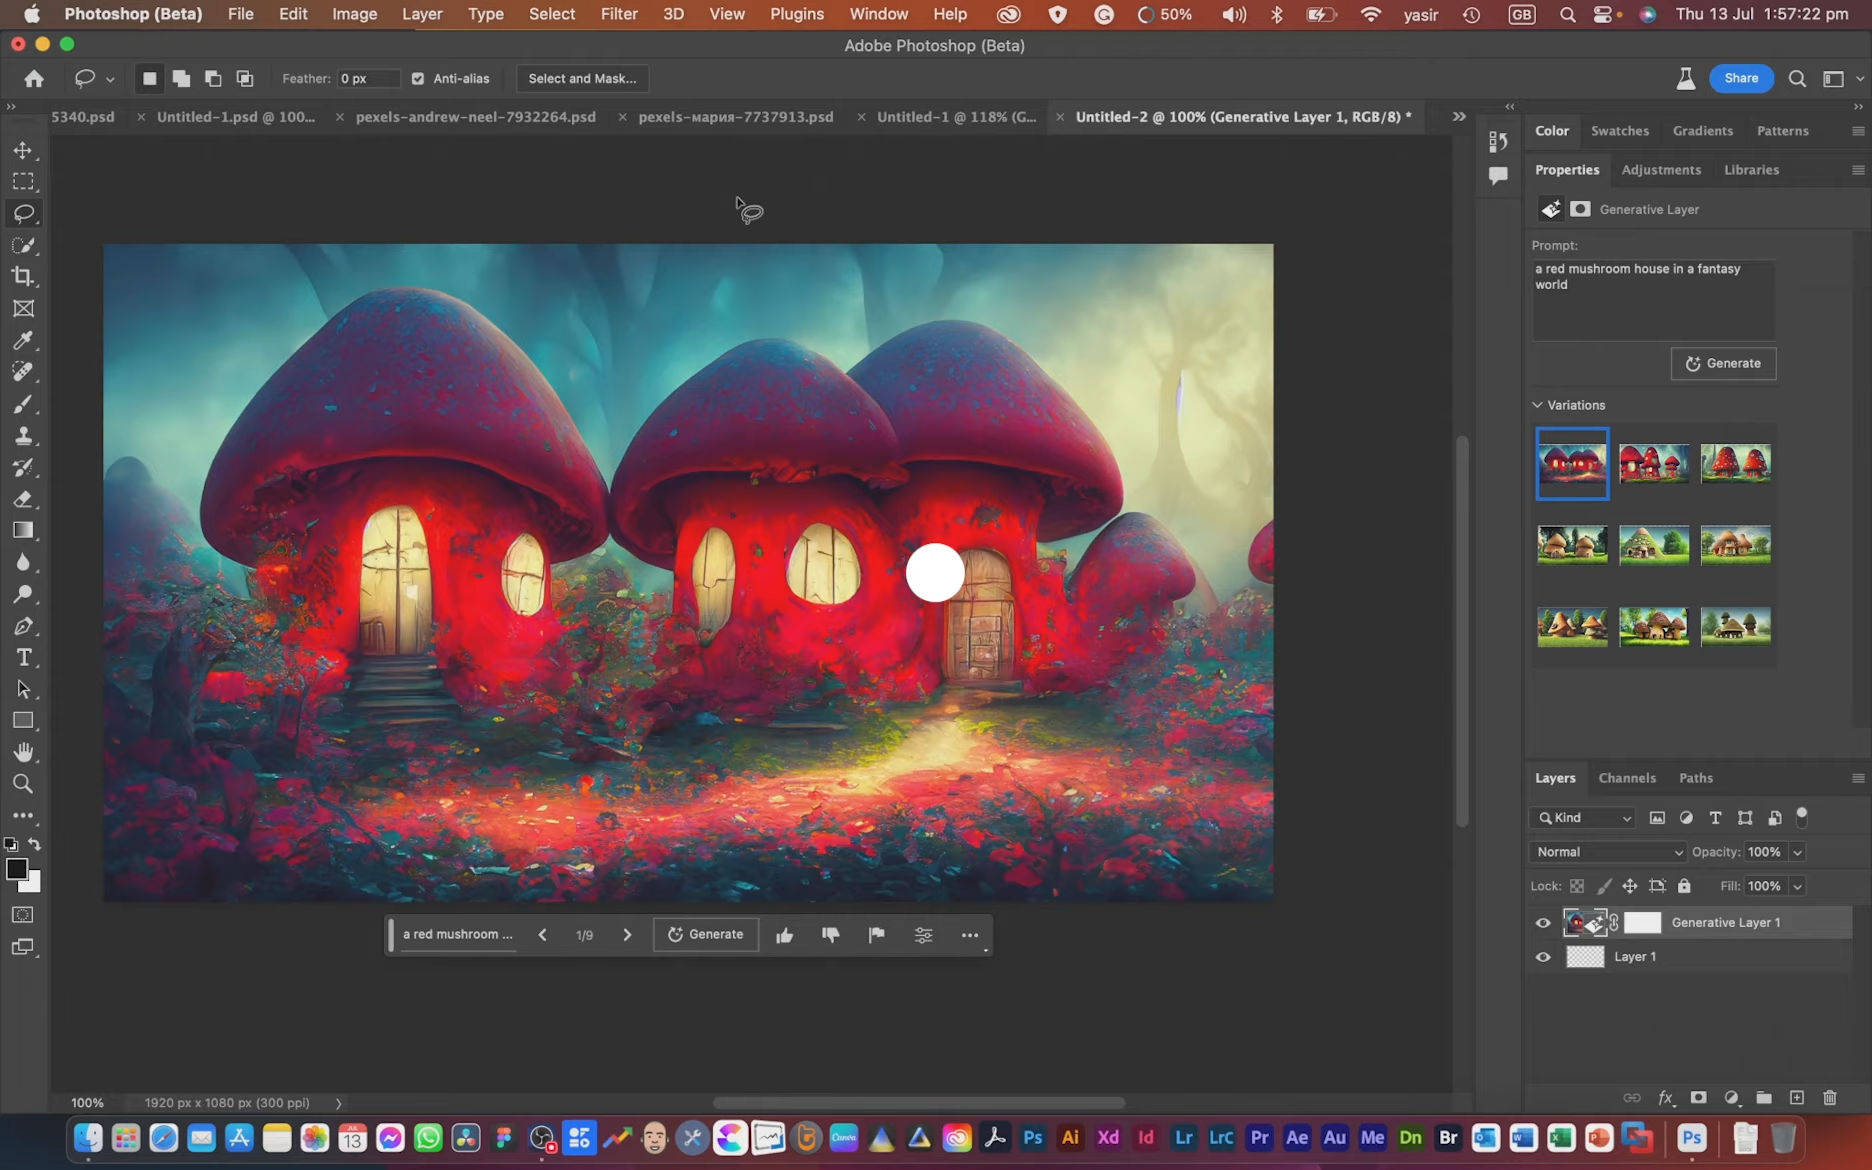 Photoshop (Beta) File Edit Image Layer Type Select Filter 3D View Plugins Window Help 50% yasir GB Thu 13 Jul 1:57:22 pm
Adobe Photoshop (Beta)
Feather: 0 px Anti-alias Select and Mask... Share
5340.psd × Untitled-1.psd @ 100... × pexels-andrew-neel-7932264.psd × pexels-мария-7737913.psd × Untitled-1 @ 118% (G... × Untitled-2 @ 100% (Generative Layer 1, RGB/8) *
Color Swatches Gradients Patterns
Properties Adjustments Libraries
Generative Layer
Prompt:
a red mushroom house in a fantasy
world
Generate
Variations
Layers Channels Paths
Kind
Normal Opacity: 100%
Lock: Fill: 100%
Generative Layer 1
Layer 1
fx
a red mushroom ... 1/9 Generate
100% 1920 px x 1080 px (300 ppi)
JUL
13 Canva Ps Ai Xd Id Lr LrC Pr Ae Au Me Dn Br Ps